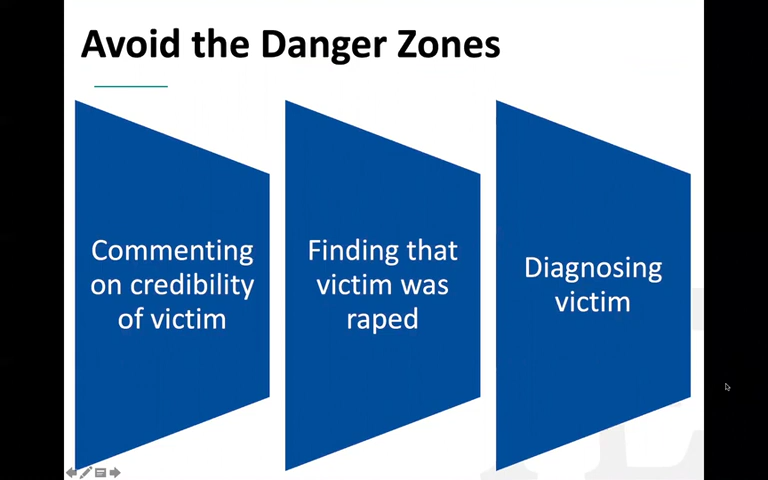 Avoid the Danger Zones
Commenting
on credibility
of victim
Finding that
victim was
raped
Diagnosing
victim